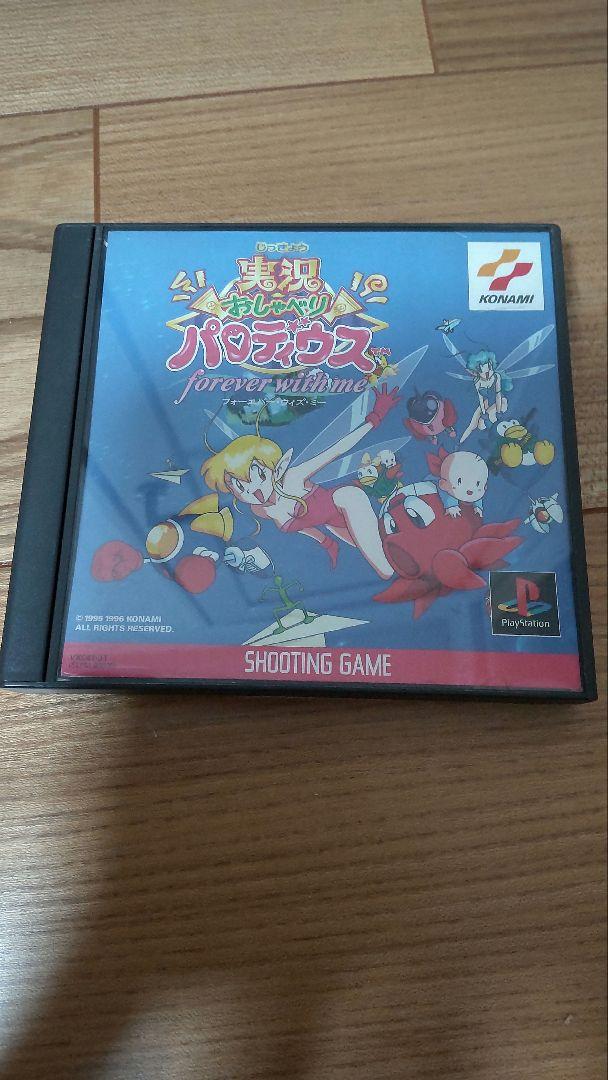 じっきょう
実況
おしゃべり
パロディウス TM
forever with me
フォーエバー・ウィズ・ミー
KONAMI
© 1995 1996 KONAMI
ALL RIGHTS RESERVED.
PlayStation
SHOOTING GAME